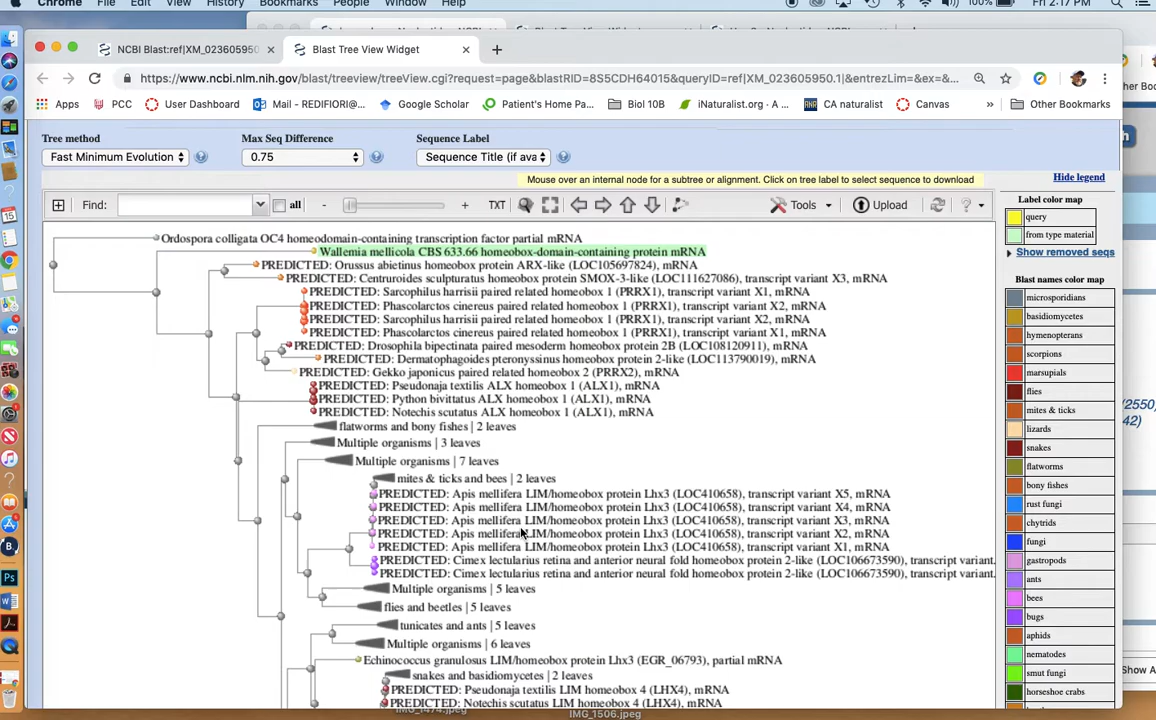 Chrome File Edit View History Bookmarks People Window Help 100% Fri 2:17 PM
NCBI Blast:ref|XM_023605950 Blast Tree View Widget
https://www.ncbi.nlm.nih.gov/blast/treeview/treeView.cgi?request=page&blastRID=8S5CDH64015&queryID=ref|XM_023605950.1|&entrezLim=&ex=&...
Apps PCC User Dashboard Mail - REDIFIORI@... Google Scholar Patient's Home Pa... Biol 10B iNaturalist.org · A ... CA naturalist Canvas » Other Bookmarks
Tree method Max Seq Difference Sequence Label
Fast Minimum Evolution 0.75 Sequence Title (if ava
Mouse over an internal node for a subtree or alignment. Click on tree label to select sequence to download
Hide legend
Find: all - + TXT Tools Upload ?
Label color map
query
from type material
Show removed seqs
Blast names color map
microsporidians
basidiomycetes
hymenopterans
scorpions
marsupials
flies
mites & ticks
lizards
snakes
flatworms
bony fishes
rust fungi
chytrids
fungi
gastropods
ants
bees
bugs
aphids
nematodes
smut fungi
horseshoe crabs
Ordospora colligata OC4 homeodomain-containing transcription factor partial mRNA
Wallemia mellicola CBS 633.66 homeobox-domain-containing protein mRNA
PREDICTED: Orussus abietinus homeobox protein ARX-like (LOC105697824), mRNA
PREDICTED: Centruroides sculpturatus homeobox protein SMOX-3-like (LOC111627086), transcript variant X3, mRNA
PREDICTED: Sarcophilus harrisii paired related homeobox 1 (PRRX1), transcript variant X1, mRNA
PREDICTED: Phascolarctos cinereus paired related homeobox 1 (PRRX1), transcript variant X2, mRNA
PREDICTED: Sarcophilus harrisii paired related homeobox 1 (PRRX1), transcript variant X2, mRNA
PREDICTED: Phascolarctos cinereus paired related homeobox 1 (PRRX1), transcript variant X1, mRNA
PREDICTED: Drosophila bipectinata paired mesoderm homeobox protein 2B (LOC108120911), mRNA
PREDICTED: Dermatophagoides pteronyssinus homeobox protein 2-like (LOC113790019), mRNA
PREDICTED: Gekko japonicus paired related homeobox 2 (PRRX2), mRNA
PREDICTED: Pseudonaja textilis ALX homeobox 1 (ALX1), mRNA
PREDICTED: Python bivittatus ALX homeobox 1 (ALX1), mRNA
PREDICTED: Notechis scutatus ALX homeobox 1 (ALX1), mRNA
flatworms and bony fishes | 2 leaves
Multiple organisms | 3 leaves
Multiple organisms | 7 leaves
mites & ticks and bees | 2 leaves
PREDICTED: Apis mellifera LIM/homeobox protein Lhx3 (LOC410658), transcript variant X5, mRNA
PREDICTED: Apis mellifera LIM/homeobox protein Lhx3 (LOC410658), transcript variant X4, mRNA
PREDICTED: Apis mellifera LIM/homeobox protein Lhx3 (LOC410658), transcript variant X3, mRNA
PREDICTED: Apis mellifera LIM/homeobox protein Lhx3 (LOC410658), transcript variant X2, mRNA
PREDICTED: Apis mellifera LIM/homeobox protein Lhx3 (LOC410658), transcript variant X1, mRNA
PREDICTED: Cimex lectularius retina and anterior neural fold homeobox protein 2-like (LOC106673590), transcript variant
PREDICTED: Cimex lectularius retina and anterior neural fold homeobox protein 2-like (LOC106673590), transcript variant
Multiple organisms | 5 leaves
flies and beetles | 5 leaves
tunicates and ants | 5 leaves
Multiple organisms | 6 leaves
Echinococcus granulosus LIM/homeobox protein Lhx3 (EGR_06793), partial mRNA
snakes and basidiomycetes | 2 leaves
PREDICTED: Pseudonaja textilis LIM homeobox 4 (LHX4), mRNA
PREDICTED: Notechis scutatus LIM homeobox 4 (LHX4), mRNA
IMG_1506.jpeg